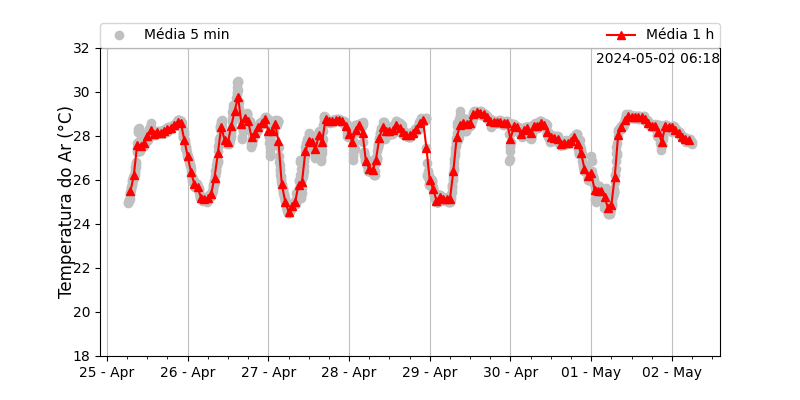 Média 5 min
Média 1 h
2024-05-02 06:18
Temperatura do Ar (°C)
32
30
28
26
24
22
20
18
25 - Apr
26 - Apr
27 - Apr
28 - Apr
29 - Apr
30 - Apr
01 - May
02 - May